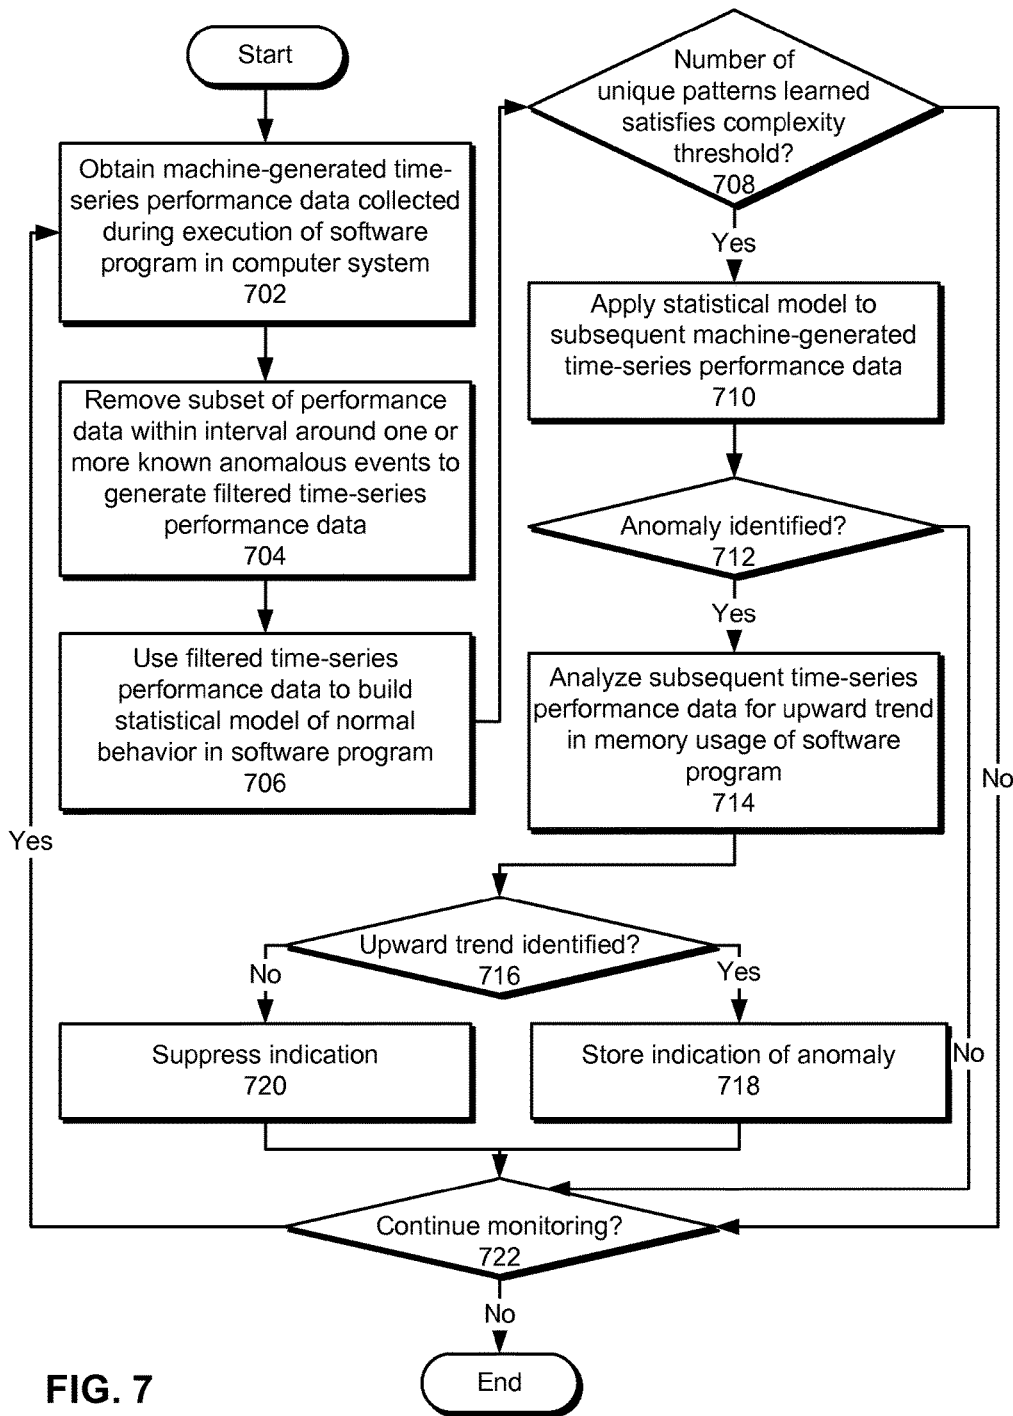 Start
Obtain machine-generated time-
series performance data collected
during execution of software
program in computer system
702
Remove subset of performance
data within interval around one or
more known anomalous events to
generate filtered time-series
performance data
704
Use filtered time-series
performance data to build
statistical model of normal
behavior in software program
706
Number of
unique patterns learned
satisfies complexity
threshold?
708
Yes
Apply statistical model to
subsequent machine-generated
time-series performance data
710
Anomaly identified?
712
Yes
Analyze subsequent time-series
performance data for upward trend
in memory usage of software
program
714
No
Yes
Upward trend identified?
716
No
Yes
Suppress indication
720
Store indication of anomaly
718
No
Continue monitoring?
722
No
End
FIG. 7